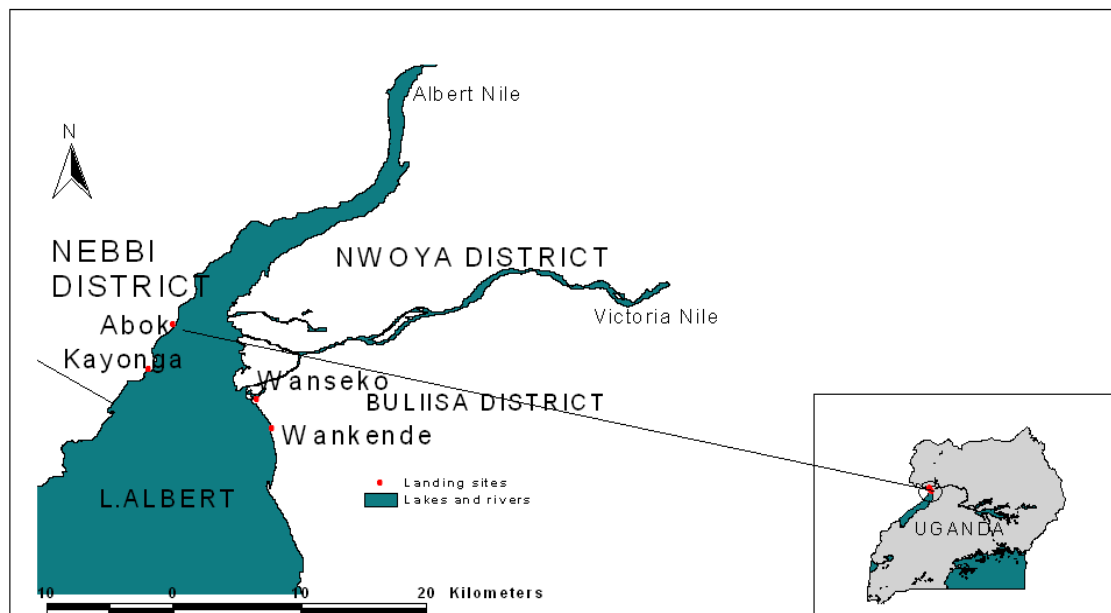 Albert Nile
N
NEBBI
DISTRICT
NWOYA DISTRICT
Abok
Victoria Nile
Kayonga
Wanseko
BULIISA DISTRICT
Wankende
Landing sites
L.ALBERT
Lakes and rivers
UGANDA
10 0 10 20 Kilometers